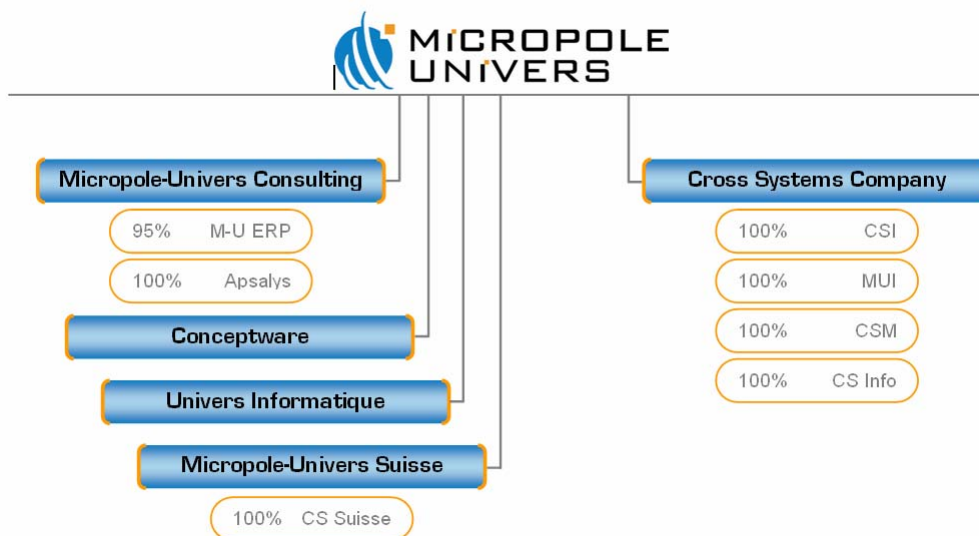 MiCROPOLE
UNiVERS
Micropole-Univers Consulting
95% M-U ERP
100% Apsalys
Conceptware
Univers Informatique
Micropole-Univers Suisse
100% CS Suisse
Cross Systems Company
100% CSI
100% MUI
100% CSM
100% CS Info